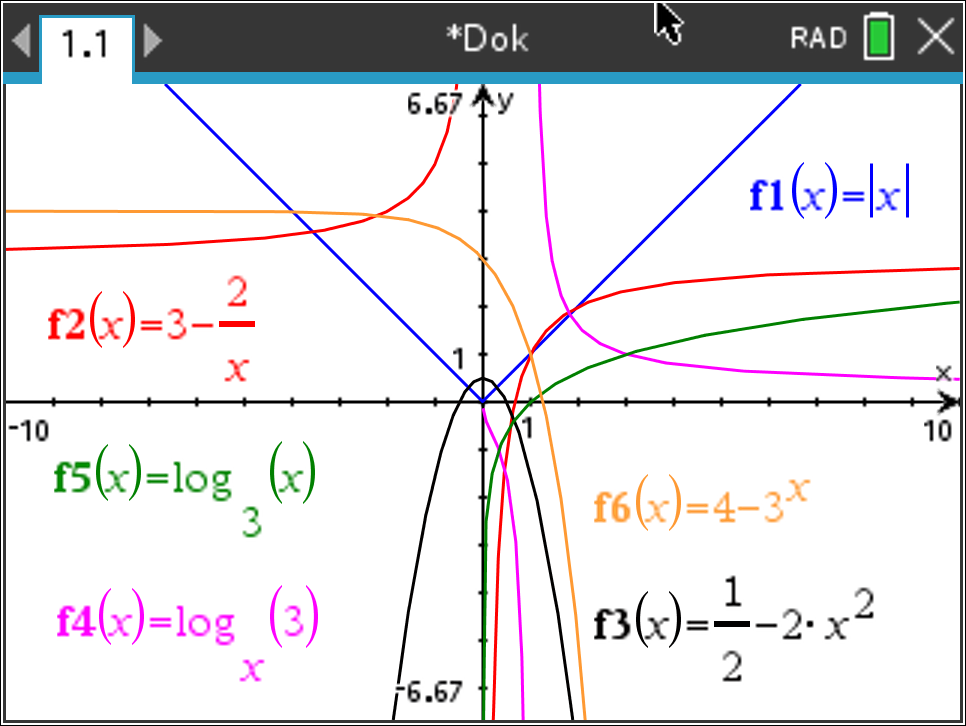 1.1 *Dok RAD
6.67 y
f1(x)=|x|
f2(x)=3-2/x
1
x
-10 1 10
f5(x)=log_3(x)
f6(x)=4-3^x
f4(x)=log_x(3)
f3(x)=1/2-2·x^2
-6.67